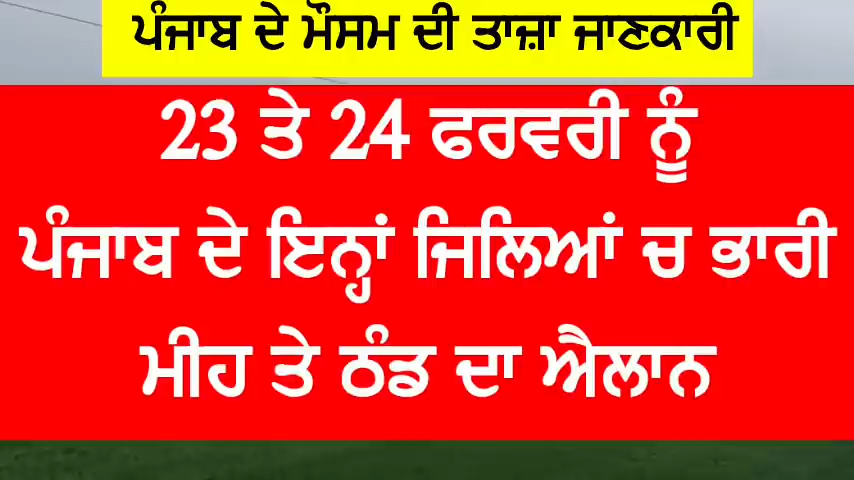 ਪੰਜਾਬ ਦੇ ਮੌਸਮ ਦੀ ਤਾਜ਼ਾ ਜਾਣਕਾਰੀ
23 ਤੇ 24 ਫਰਵਰੀ ਨੂੰ
ਪੰਜਾਬ ਦੇ ਇਨ੍ਹਾਂ ਜਿਲਿਆਂ ਚ ਭਾਰੀ
ਮੀਹ ਤੇ ਠੰਡ ਦਾ ਐਲਾਨ